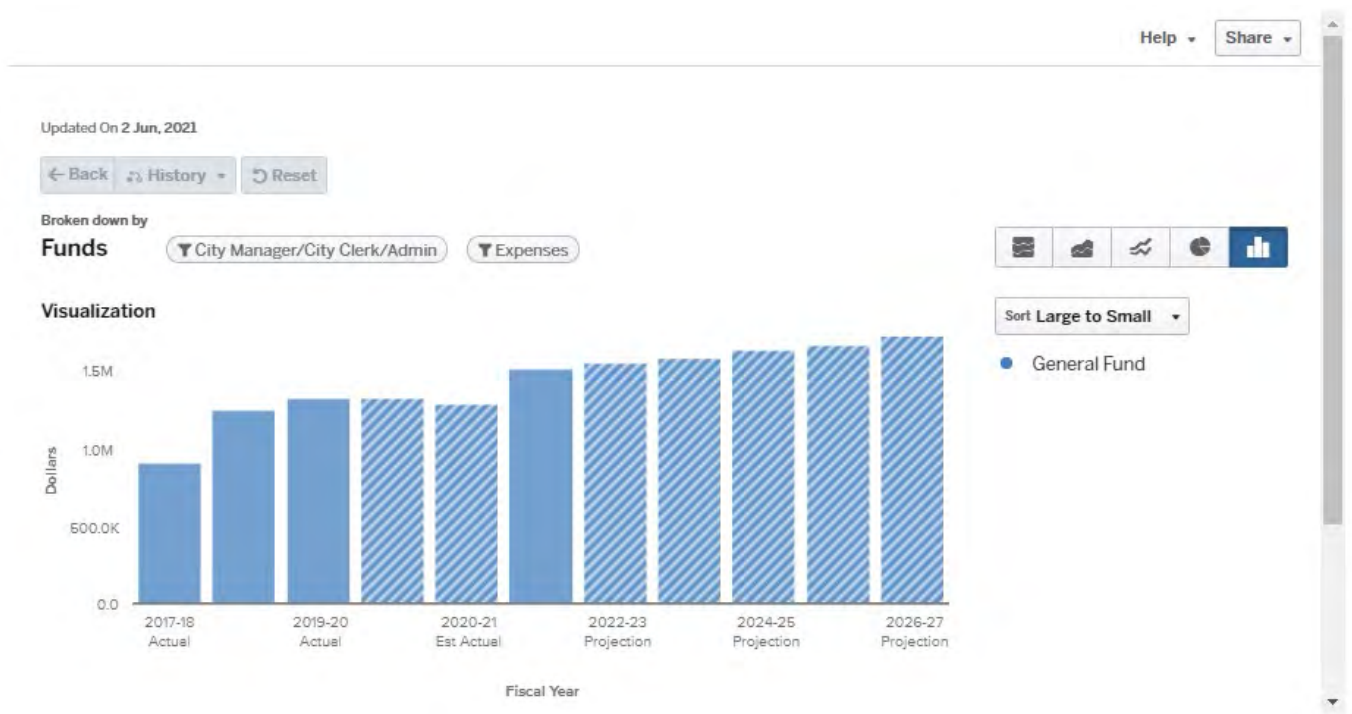 Help
Share
Updated On 2 Jun, 2021
Back
History
Reset
Broken down by
Funds
City Manager/City Clerk/Admin
Expenses
Visualization
Sort Large to Small
General Fund
1.5M
1.0M
500.0K
0.0
Dollars
2017-18 Actual
2019-20 Actual
2020-21 Est Actual
2022-23 Projection
2024-25 Projection
2026-27 Projection
Fiscal Year